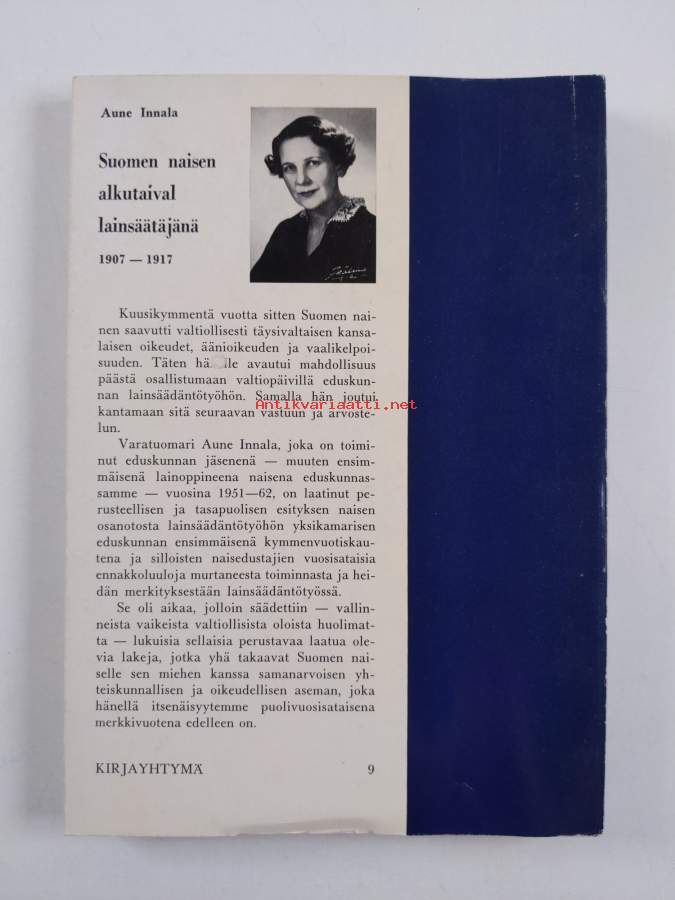 Aune Innala
Suomen naisen
alkutaival
lainsäätäjänä
1907 — 1917
Kuusikymmentä vuotta sitten Suomen nai-
nen saavutti valtiollisesti täysivaltaisen kansa-
laisen oikeudet, äänioikeuden ja vaalikelpoi-
suuden. Täten avautui mahdollisuus
päästä osallistumaan valtiopäivillä eduskun-
nan lainsäädäntötyöhön. Samalla hän joutui
Antikvariaatti.net
kantamaan sitä seuraavan vastuun ja arvoste-
lun.
Varatuomari Aune Innala, joka on toimi-
nut eduskunnan jäsenenä — muuten ensim-
mäisenä lainoppineena naisena eduskunnas-
samme — vuosina 1951—62, on laatinut pe-
rusteellisen ja tasapuolisen esityksen naisen
osanotosta lainsäädäntötyöhön yksikamarisen
eduskunnan ensimmäisenä kymmenvuotiskau-
tena ja silloisten naisedustajien vuosisataisia
ennakkoluuloja murtaneesta toiminnasta ja hei-
dän merkityksestään lainsäädäntötyössä.
Se oli aikaa, jolloin säädettiin — vallin-
neista vaikeista valtiollisista oloista huolimat-
ta — lukuisia sellaisia perustavaa laatua ole-
via lakeja, jotka yhä takaavat Suomen nai-
selle sen miehen kanssa samanarvoisen yh-
teiskunnallisen ja oikeudellisen aseman, joka
hänellä itsenäisyytemme puolivuosisataisena
merkkivuotena edelleen on.
KIRJAYHTYMÄ 9